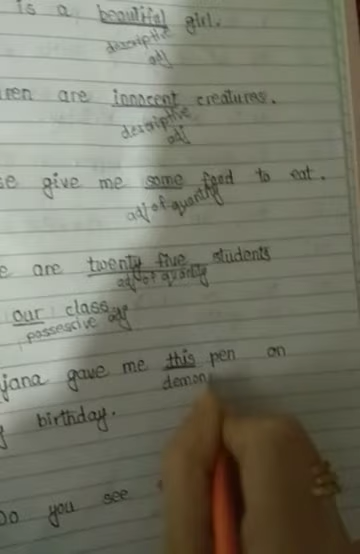 is a beautiful girl.
descriptive
adj
ren are innocent creatures.
descriptive
adj
se give me some food to eat.
adj of quantity
e are twenty five students
adj of quantity
our class.
possessive adj
jana gave me this pen on
demon
birthday.
Do you see